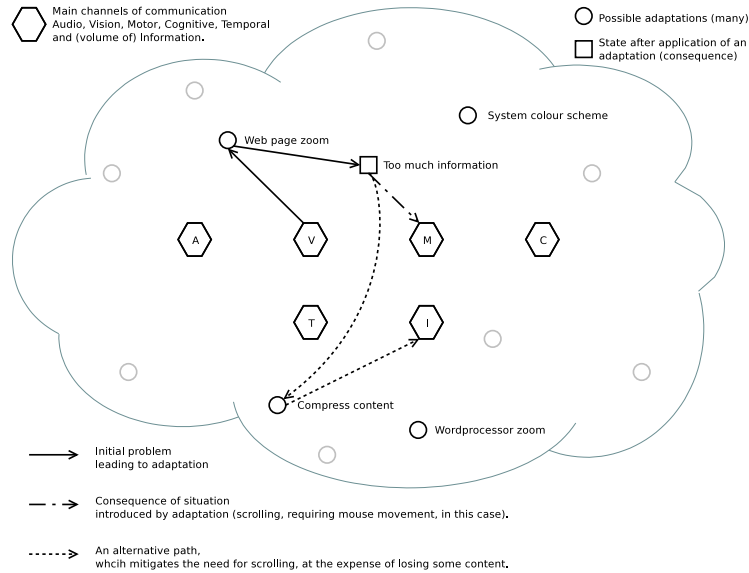 Main channels of communication
Audio, Vision, Motor, Cognitive, Temporal
and (volume of) Information.
Possible adaptations (many)
State after application of an
adaptation (consequence)
System colour scheme
Web page zoom
Too much information
A
V
M
C
T
I
Compress content
Wordprocessor zoom
Initial problem
leading to adaptation
Consequence of situation
introduced by adaptation (scrolling, requiring mouse movement, in this case).
An alternative path,
whcih mitigates the need for scrolling, at the expense of losing some content.